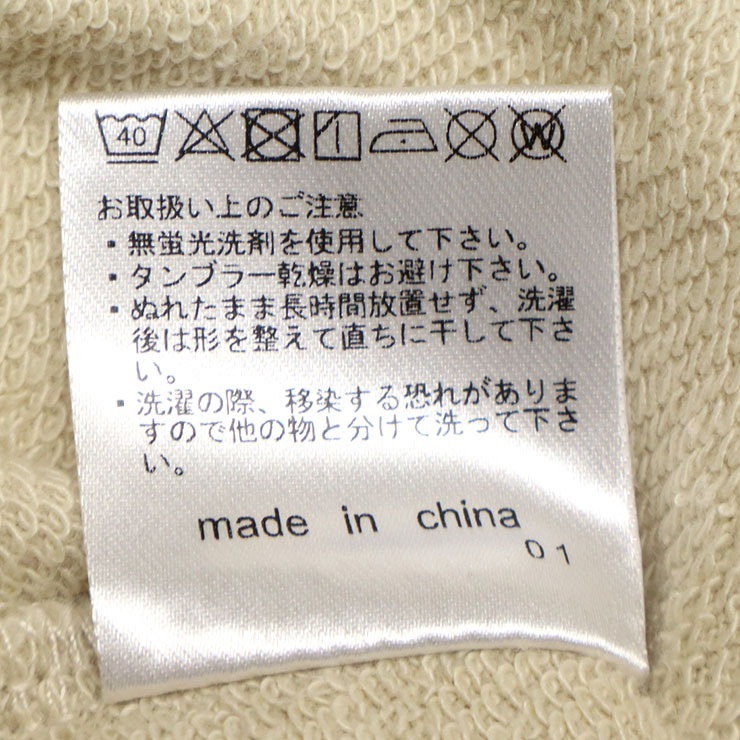 40
W
お取扱い上のご注意
▪無蛍光洗剤を使用して下さい。
▪タンブラー乾燥はお避け下さい。
▪ぬれたまま長時間放置せず、洗濯
後は形を整えて直ちに干して下さ
い。
▪洗濯の際、移染する恐れがありま
すので他の物と分けて洗って下さ
い。
made in china
01